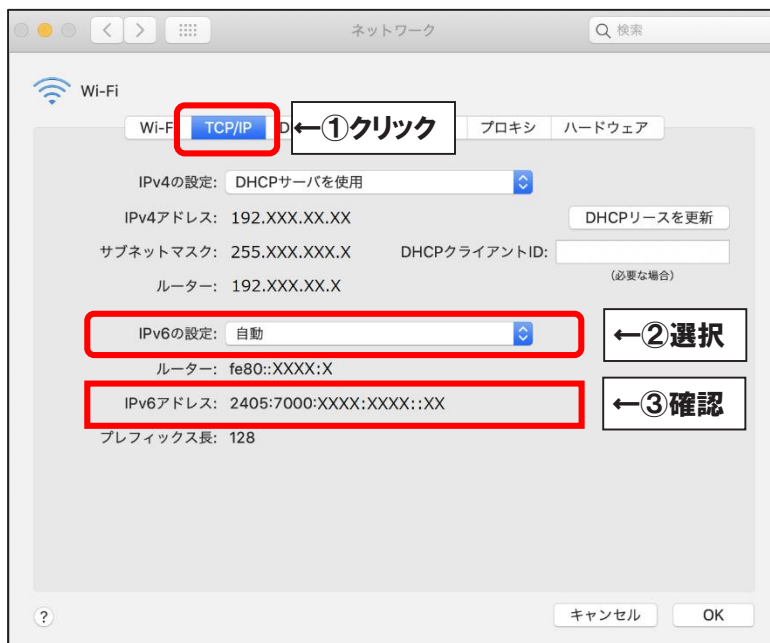 ネットワーク
検索
Wi-Fi
Wi-F TCP/IP D ←①クリック プロキシ ハードウェア
IPv4の設定: DHCPサーバを使用
IPv4アドレス: 192.XXX.XX.XX DHCPリースを更新
サブネットマスク: 255.XXX.XXX.X DHCPクライアントID:
(必要な場合)
ルーター: 192.XXX.XX.X
IPv6の設定: 自動 ←②選択
ルーター: fe80::XXXX:X
IPv6アドレス: 2405:7000:XXXX:XXXX::XX ←③確認
プレフィックス長: 128
? キャンセル OK